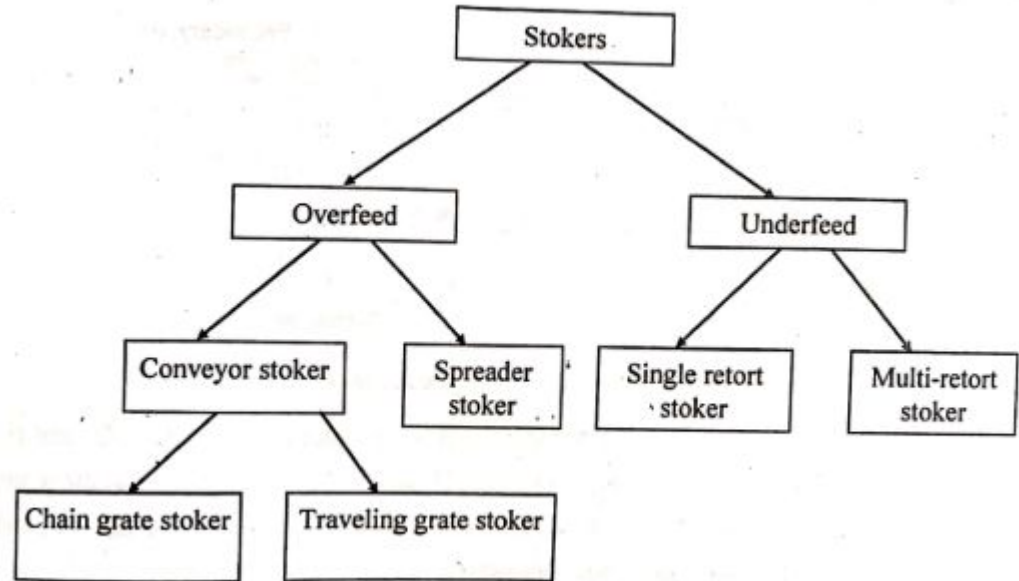 Stokers
Overfeed
Underfeed
Conveyor stoker
Spreader
stoker
Single retort
stoker
Multi-retort
stoker
Chain grate stoker
Traveling grate stoker